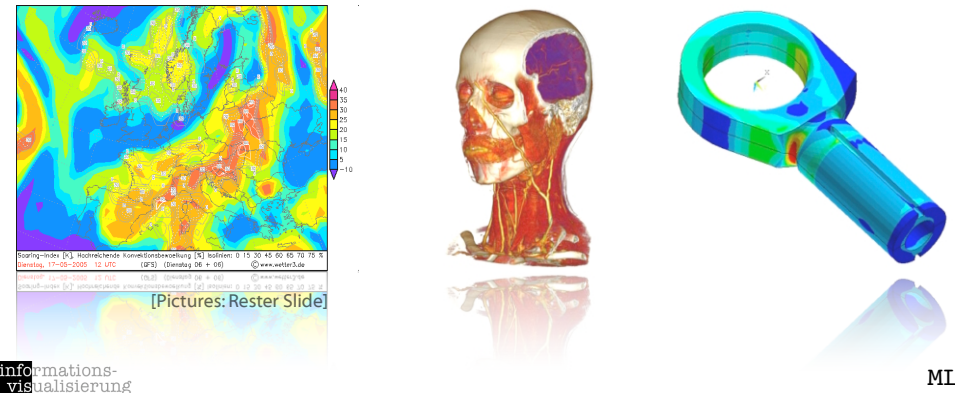 40
35
30
25
20
15
10
5
-10
Soaring-Index [K], Hochreichende Konvektionsbewoelkung [%] Isolinien: 0 15 30 45 60 65 70 75 %
Dienstag, 17-05-2005 12 UTC (GFS) (Dienstag 06 + 06) © www.wetter3.de
[Pictures: Rester Slide]
x
informations-
visualisierung
ML